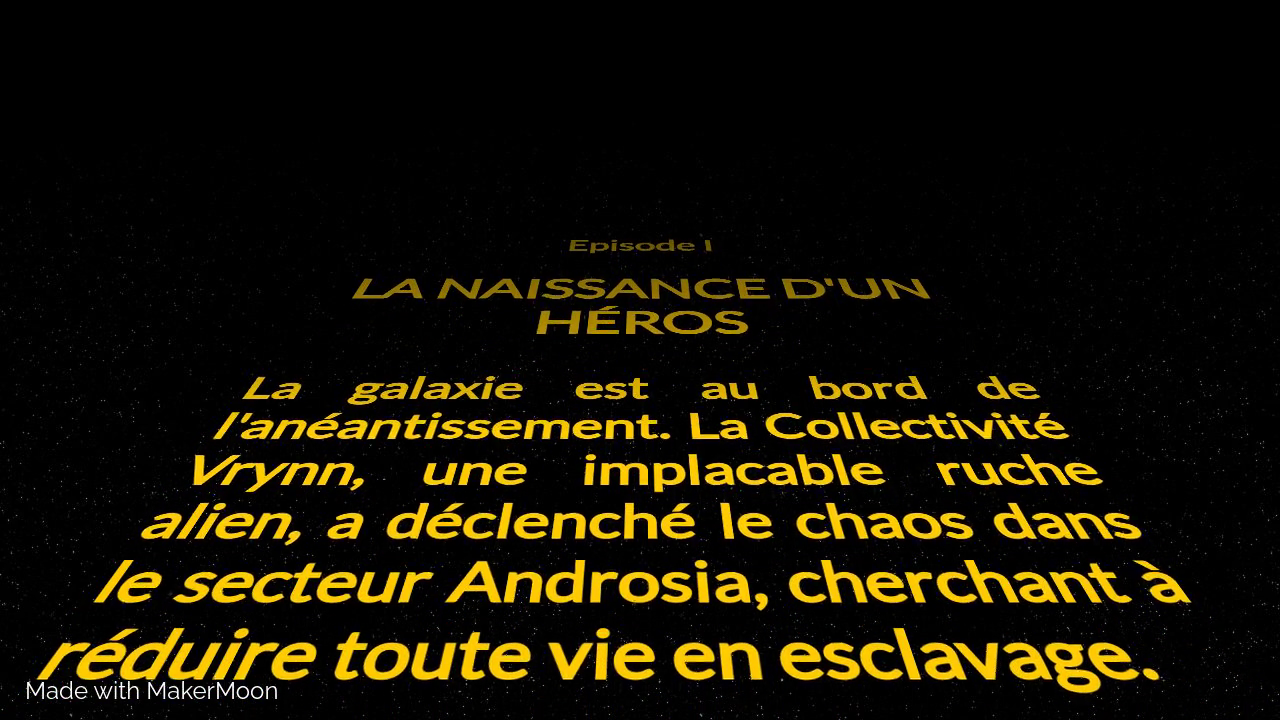 Episode I
LA NAISSANCE D'UN
HÉROS
La galaxie est au bord de
l'anéantissement. La Collectivité
Vrynn, une implacable ruche
alien, a déclenché le chaos dans
le secteur Androsia, cherchant à
réduire toute vie en esclavage.
Made with MakerMoon